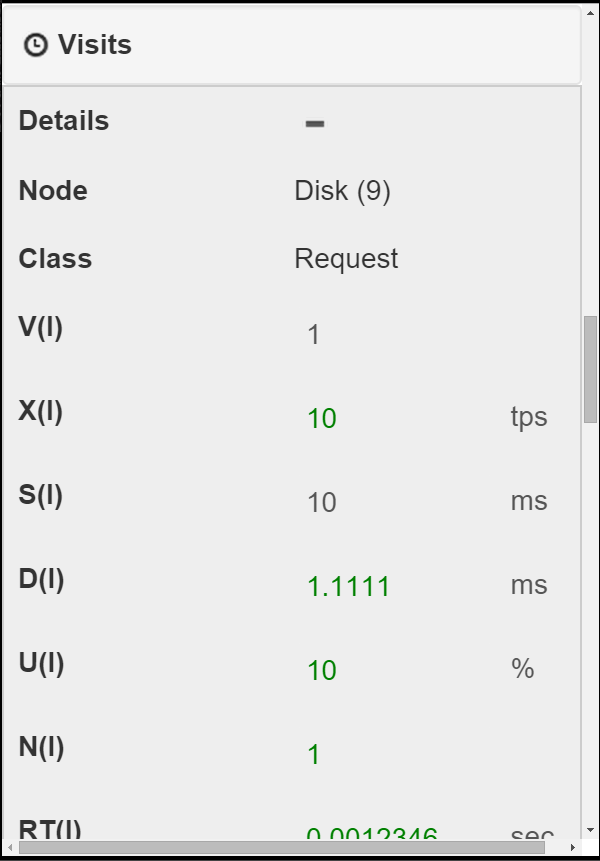 Visits
Details
Node Disk (9)
Class Request
V(I) 1
X(I) 10 tps
S(I) 10 ms
D(I) 1.1111 ms
U(I) 10 %
N(I) 1
RT(I) 0.0012346 sec